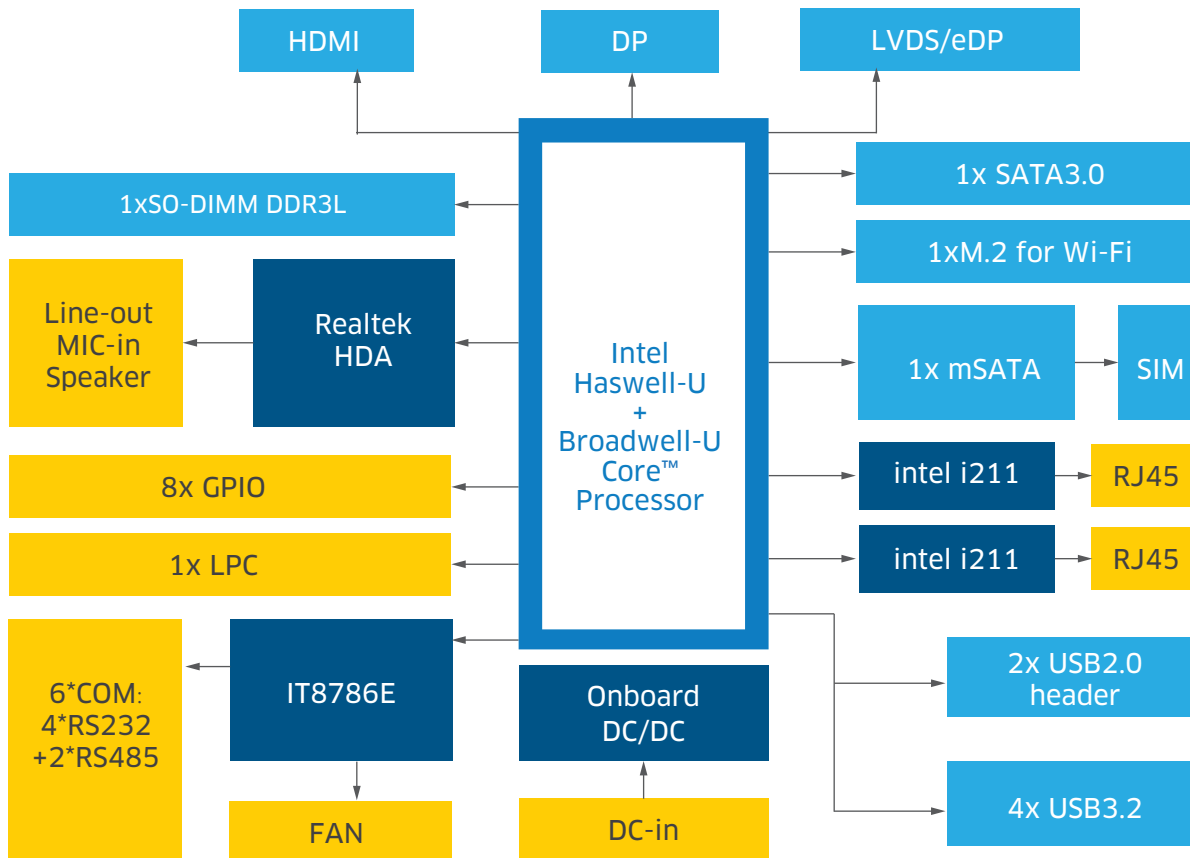 HDMI
DP
LVDS/eDP
1xSO-DIMM DDR3L
1x SATA3.0
1xM.2 for Wi-Fi
Line-out
MIC-in
Speaker
Realtek
HDA
Intel
Haswell-U
+
Broadwell-U
Core™
Processor
1x mSATA
SIM
8x GPIO
intel i211
RJ45
1x LPC
intel i211
RJ45
6*COM:
4*RS232
+2*RS485
IT8786E
Onboard
DC/DC
2x USB2.0
header
FAN
DC-in
4x USB3.2